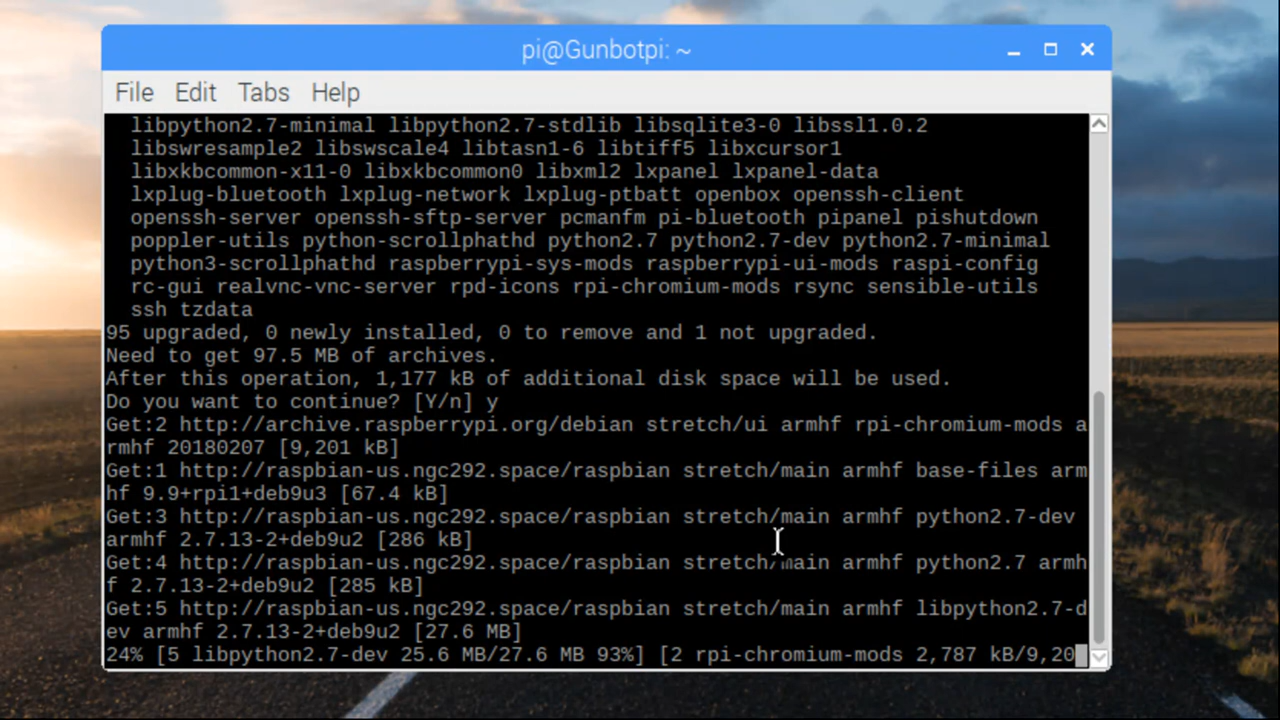 pi@Gunbotpi: ~
File Edit Tabs Help
libpython2.7-minimal libpython2.7-stdlib libsqlite3-0 libssl1.0.2
libswresample2 libswscale4 libtasn1-6 libtiff5 libxcursor1
libxkbcommon-x11-0 libxkbcommon0 libxml2 lxpanel lxpanel-data
lxplug-bluetooth lxplug-network lxplug-ptbatt openbox openssh-client
openssh-server openssh-sftp-server pcmanfm pi-bluetooth pipanel pishutdown
poppler-utils python-scrollphathd python2.7 python2.7-dev python2.7-minimal
python3-scrollphathd raspberrypi-sys-mods raspberrypi-ui-mods raspi-config
rc-gui realvnc-vnc-server rpd-icons rpi-chromium-mods rsync sensible-utils
ssh tzdata
95 upgraded, 0 newly installed, 0 to remove and 1 not upgraded.
Need to get 97.5 MB of archives.
After this operation, 1,177 kB of additional disk space will be used.
Do you want to continue? [Y/n] y
Get:2 http://archive.raspberrypi.org/debian stretch/ui armhf rpi-chromium-mods a
rmhf 20180207 [9,201 kB]
Get:1 http://raspbian-us.ngc292.space/raspbian stretch/main armhf base-files arm
hf 9.9+rpi1+deb9u3 [67.4 kB]
Get:3 http://raspbian-us.ngc292.space/raspbian stretch/main armhf python2.7-dev
armhf 2.7.13-2+deb9u2 [286 kB]
Get:4 http://raspbian-us.ngc292.space/raspbian stretch/main armhf python2.7 armh
f 2.7.13-2+deb9u2 [285 kB]
Get:5 http://raspbian-us.ngc292.space/raspbian stretch/main armhf libpython2.7-d
ev armhf 2.7.13-2+deb9u2 [27.6 MB]
24% [5 libpython2.7-dev 25.6 MB/27.6 MB 93%] [2 rpi-chromium-mods 2,787 kB/9,20